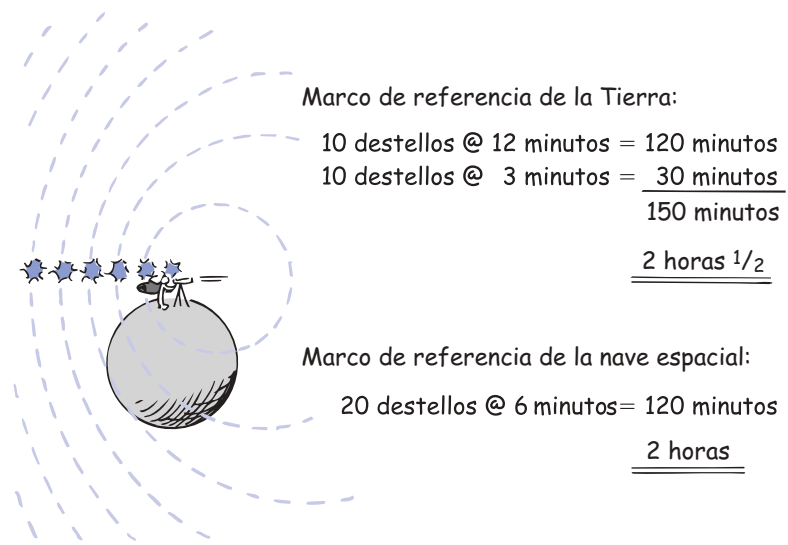 Marco de referencia de la Tierra:
10 destellos @ 12 minutos = 120 minutos
10 destellos @ 3 minutos = 30 minutos
150 minutos
2 horas 1/2
Marco de referencia de la nave espacial:
20 destellos @ 6 minutos= 120 minutos
2 horas